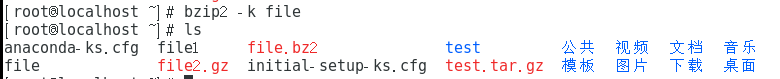 [root@localhost ~]# bzip2 -k file
[root@localhost ~]# ls
anaconda-ks.cfg file1 file.bz2 test 公共 视频 文档 音乐
file file2.gz initial-setup-ks.cfg test.tar.gz 模板 图片 下载 桌面